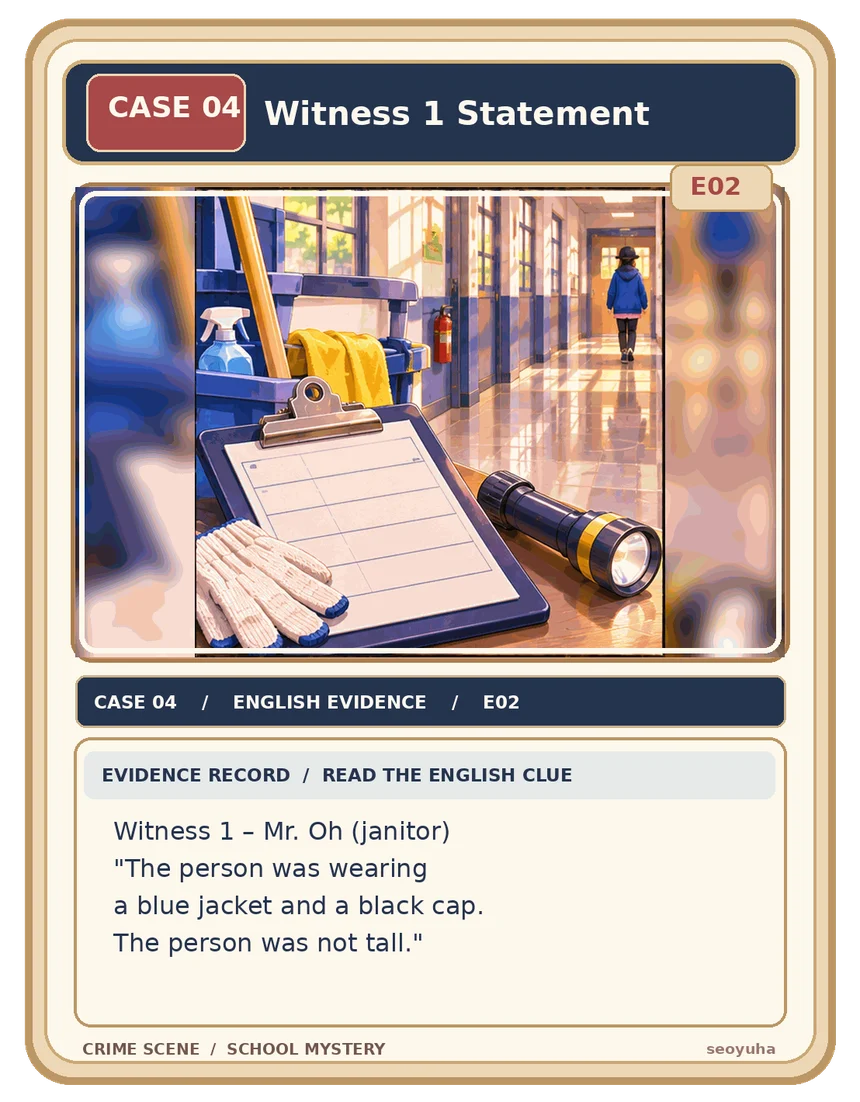 CASE 04 Witness 1 Statement
E02
CASE 04 / ENGLISH EVIDENCE / E02
EVIDENCE RECORD / READ THE ENGLISH CLUE
Witness 1 – Mr. Oh (janitor)
"The person was wearing
a blue jacket and a black cap.
The person was not tall."
CRIME SCENE / SCHOOL MYSTERY seoyuha